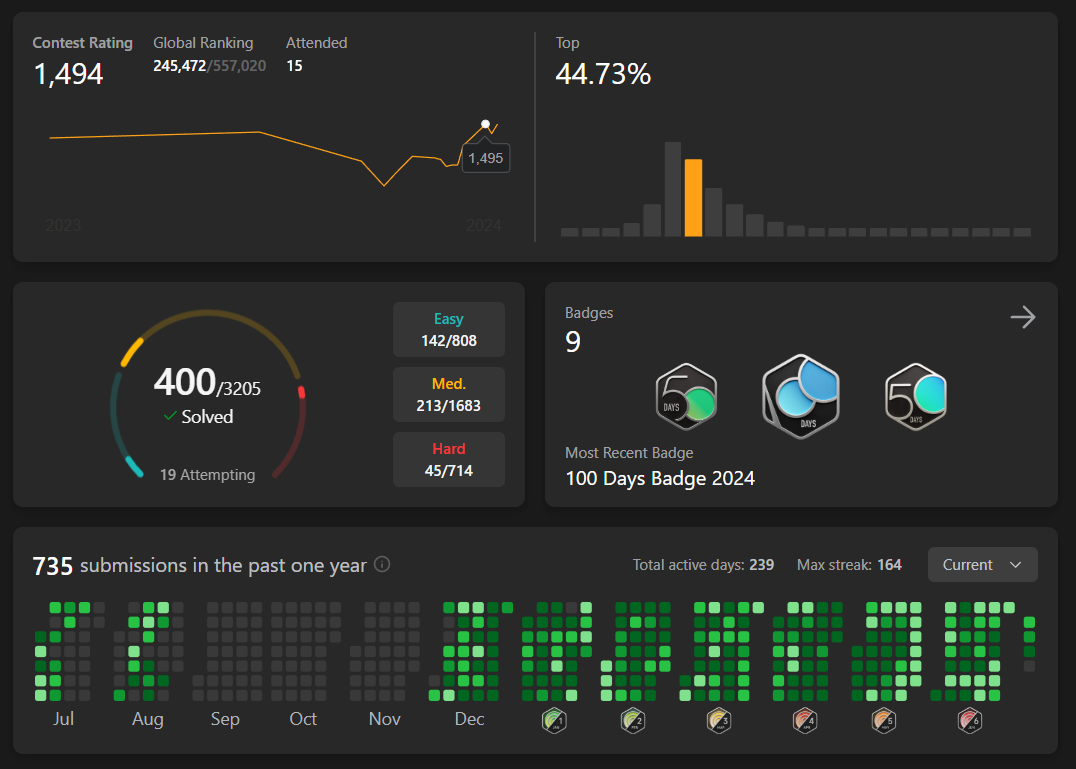 Contest Rating Global Ranking Attended
1,494 245,472/557,020 15
Top
44.73%
1,495
2023 2024
400/3205
Solved
19 Attempting
Easy
142/808
Med.
213/1683
Hard
45/714
Badges
9
5 DAYS
DAYS
50 DAYS
Most Recent Badge
100 Days Badge 2024
735 submissions in the past one year
Total active days: 239 Max streak: 164 Current
Jul Aug Sep Oct Nov Dec
1
2
3
4
5
6